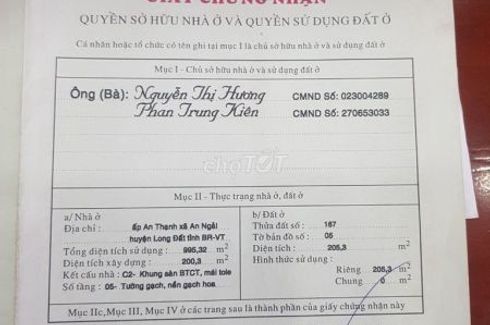 GIẤY CHỨNG NHẬN
QUYỀN SỞ HỮU NHÀ Ở VÀ QUYỀN SỬ DỤNG ĐẤT Ở
Cá nhân hoặc tổ chức có tên ghi tại mục I là chủ sở hữu nhà ở và sử dụng đất ở
Mục I - Chủ sở hữu nhà ở và sử dụng đất ở
Ông (Bà): Nguyễn Thị Hương CMND Số: 023004289
Phan Trung Kiên CMND Số: 270653033
chợTỐT
Mục II - Thực trạng nhà ở, đất ở
a/ Nhà ở
Địa chỉ : ấp An Thạnh xã An Ngãi
huyện Long Đất tỉnh BR-VT
Tổng diện tích sử dụng : 995,32 m2
Diện tích xây dựng : 200,3 m2
Kết cấu nhà : C2- Khung sàn BTCT, mái tole
Số tầng : 05- Tường gạch, nền gạch hoa
b/ Đất ở
Thửa đất số : 167
Tờ bản đồ số : 05
Diện tích : 205,3 m2
Hình thức sử dụng :
Riêng : 205,3 m2
Chung : 0 m2
Mục IIc, Mục III, Mục IV ở các trang sau là thành phần của giấy chứng nhận này